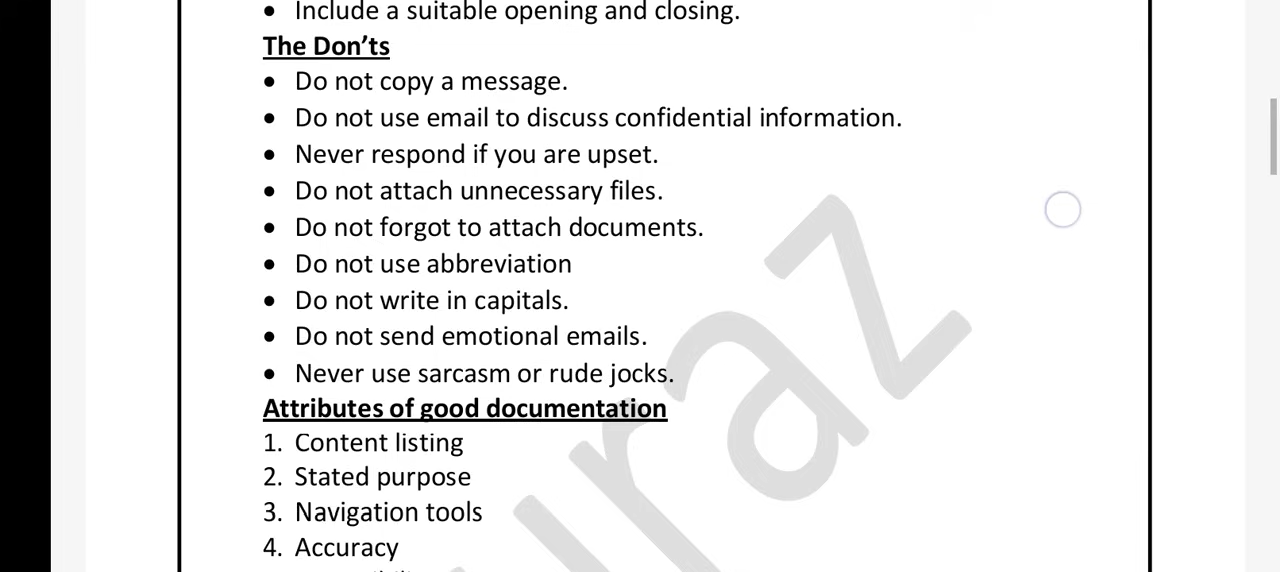 • Include a suitable opening and closing.
The Don’ts
• Do not copy a message.
• Do not use email to discuss confidential information.
• Never respond if you are upset.
• Do not attach unnecessary files.
• Do not forgot to attach documents.
• Do not use abbreviation
• Do not write in capitals.
• Do not send emotional emails.
• Never use sarcasm or rude jocks.
Attributes of good documentation
1. Content listing
2. Stated purpose
3. Navigation tools
4. Accuracy